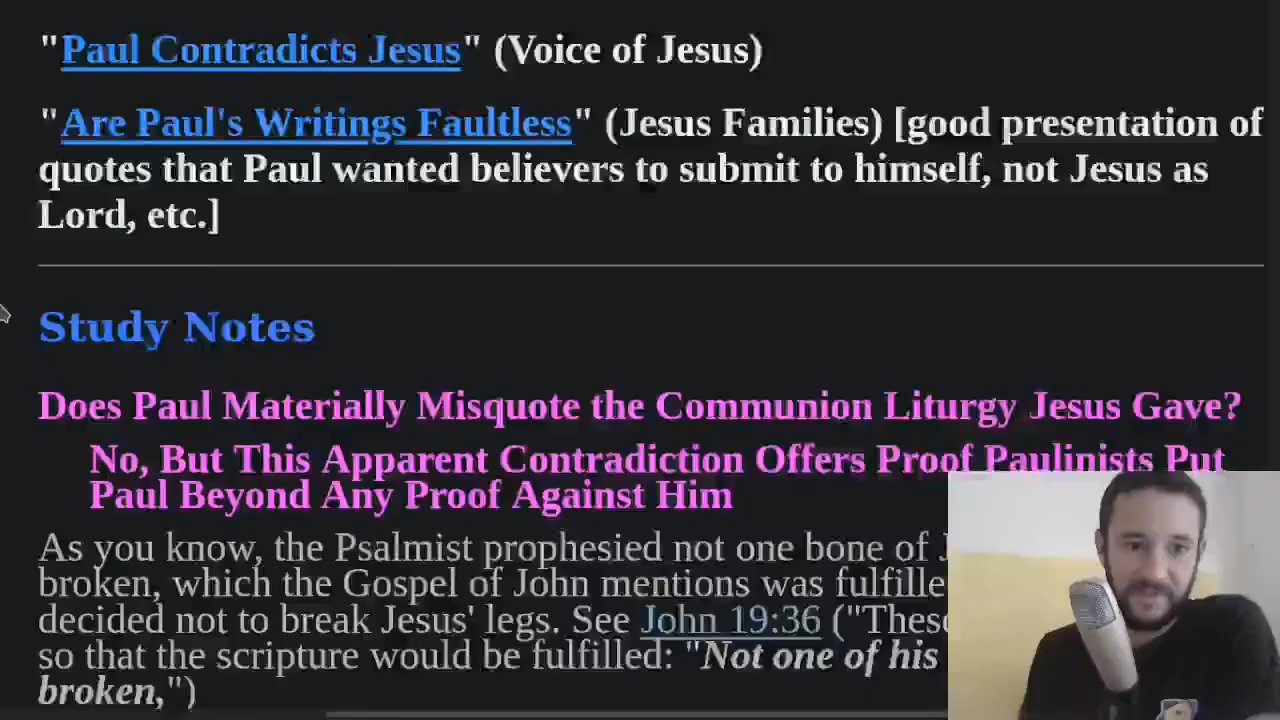 "Paul Contradicts Jesus" (Voice of Jesus)
"Are Paul's Writings Faultless" (Jesus Families) [good presentation of
quotes that Paul wanted believers to submit to himself, not Jesus as
Lord, etc.]
Study Notes
Does Paul Materially Misquote the Communion Liturgy Jesus Gave?
No, But This Apparent Contradiction Offers Proof Paulinists Put
Paul Beyond Any Proof Against Him
As you know, the Psalmist prophesied not one bone of
broken, which the Gospel of John mentions was
decided not to break Jesus' legs. See John 19:36
so that the scripture would be fulfilled: "Not one of his
broken,")